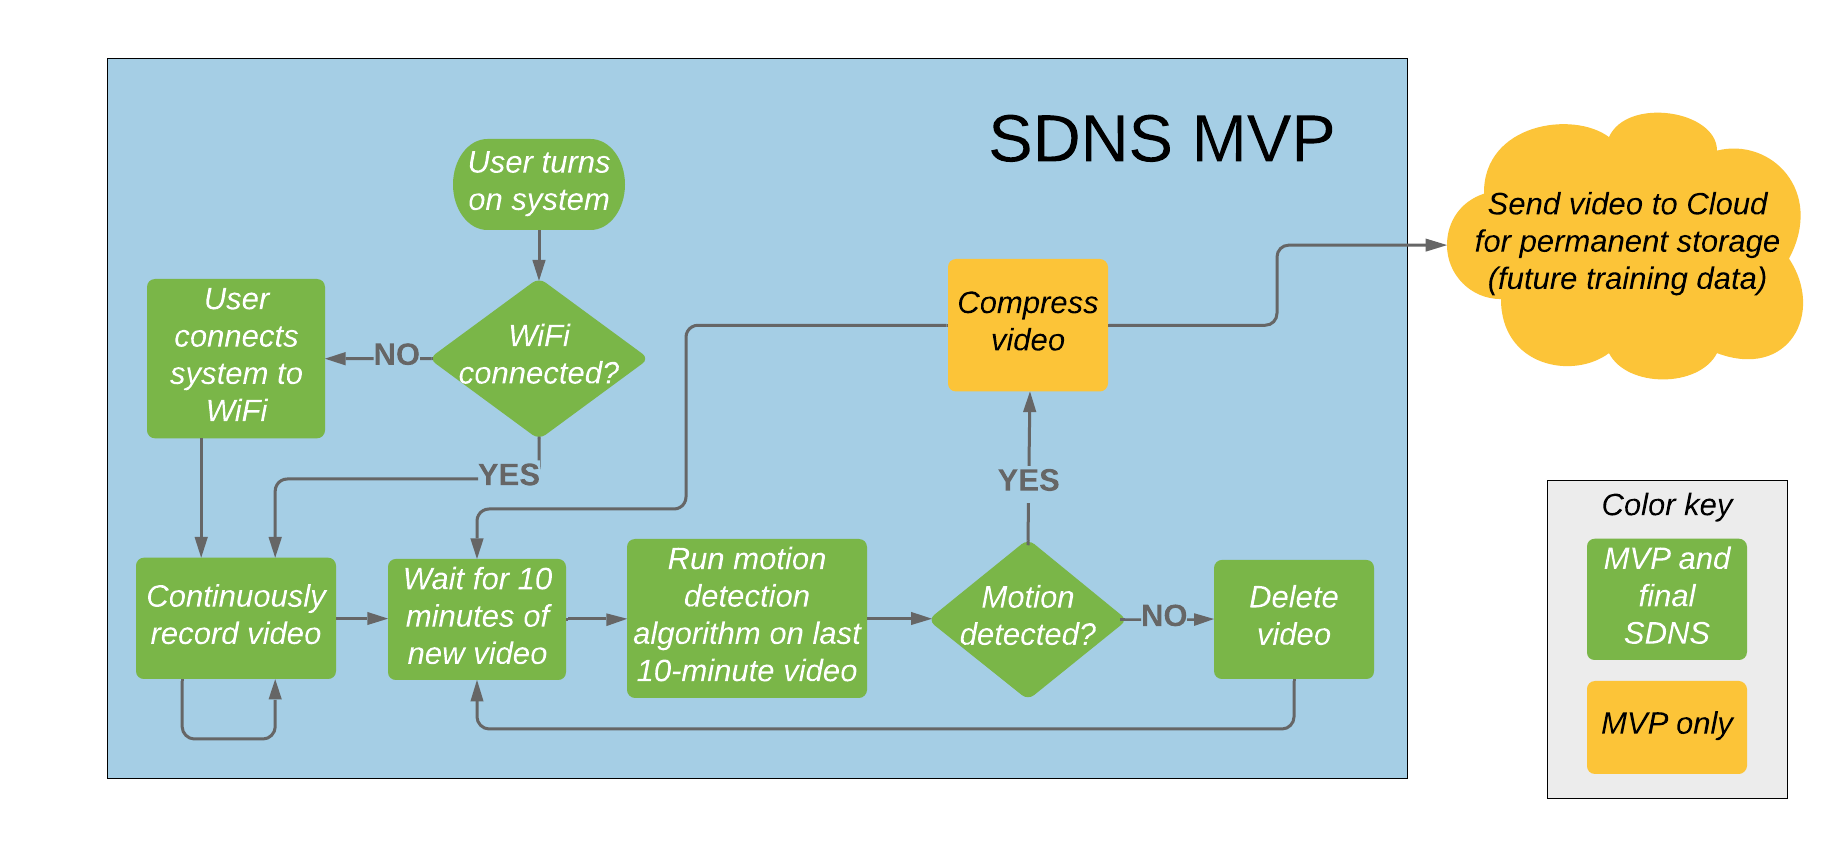 SDNS MVP
User turns
on system
WiFi
connected?
NO
User
connects
system to
WiFi
YES
Continuously
record video
Wait for 10
minutes of
new video
Run motion
detection
algorithm on last
10-minute video
Motion
detected?
NO
Delete
video
YES
Compress
video
Send video to Cloud
for permanent storage
(future training data)
Color key
MVP and
final
SDNS
MVP only